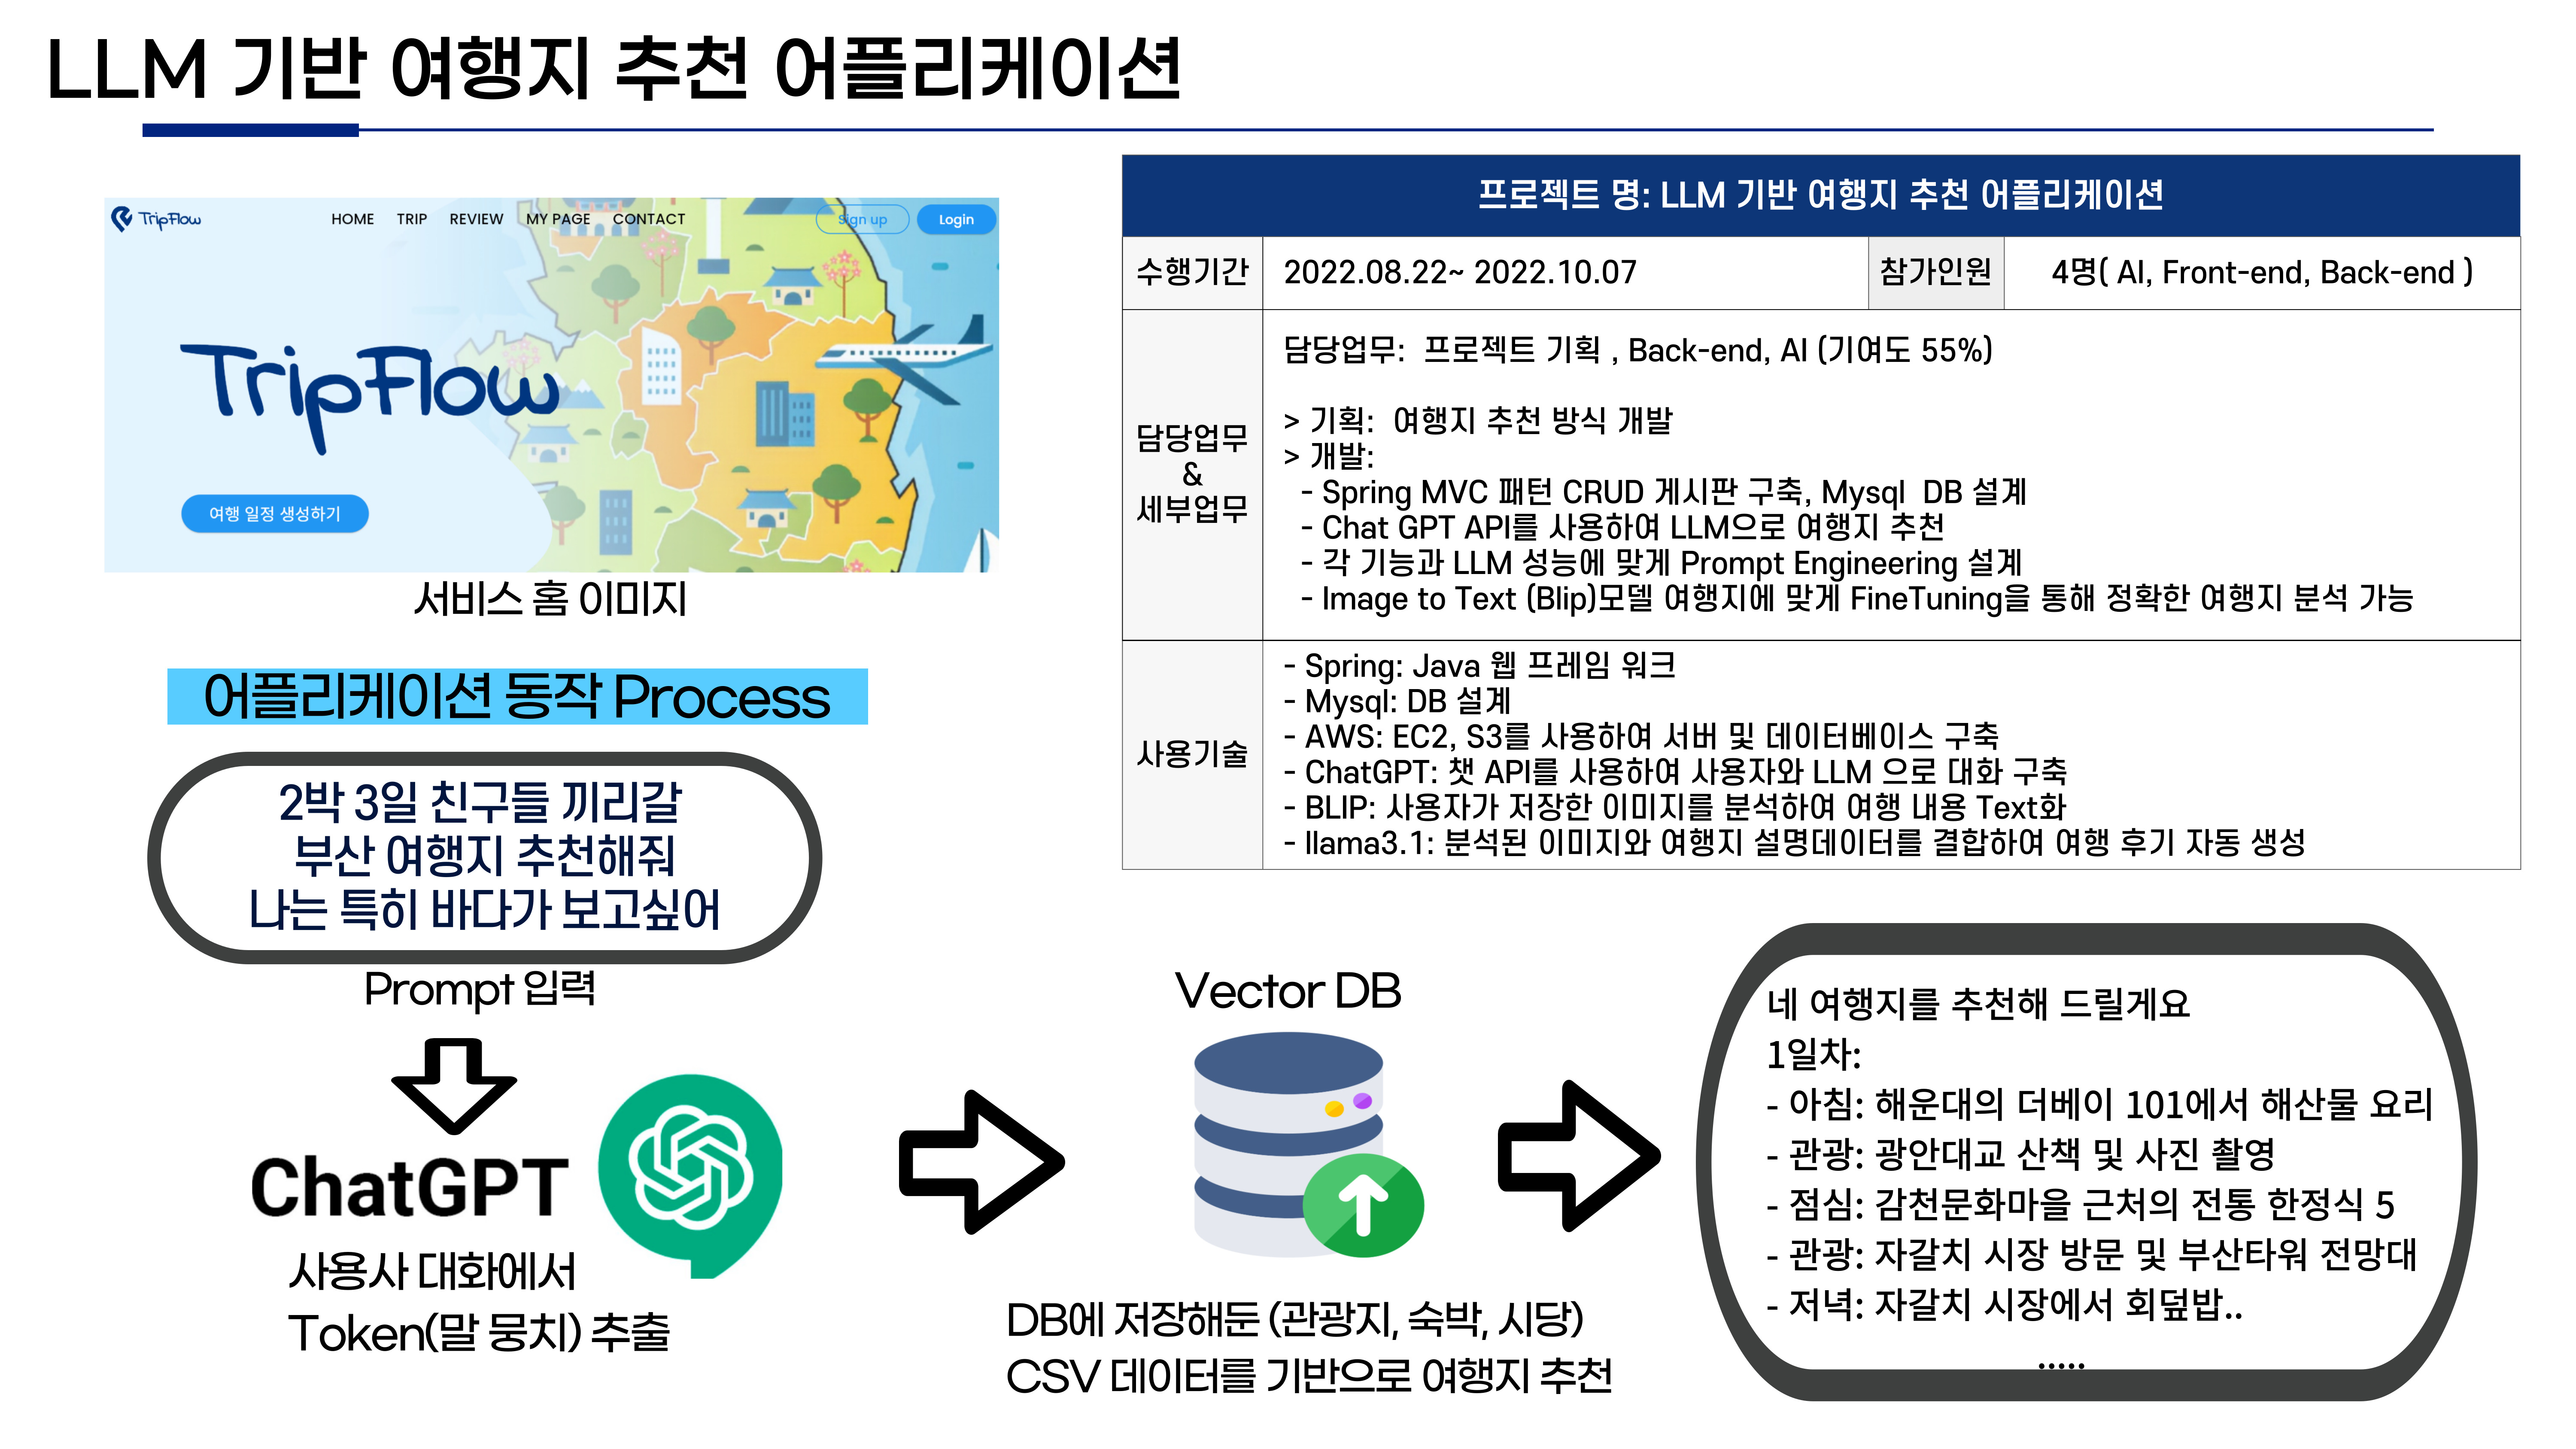 LLM 기반 여행지 추천 어플리케이션
TripFlow
HOME TRIP REVIEW MY PAGE CONTACT
Sign up
Login
TripFlow
여행 일정 생성하기
서비스 홈 이미지
프로젝트 명: LLM 기반 여행지 추천 어플리케이션
수행기간
2022.08.22~ 2022.10.07
참가인원
4명( AI, Front-end, Back-end )
담당업무
&
세부업무
담당업무: 프로젝트 기획 , Back-end, AI (기여도 55%)
> 기획: 여행지 추천 방식 개발
> 개발:
- Spring MVC 패턴 CRUD 게시판 구축, Mysql DB 설계
- Chat GPT API를 사용하여 LLM으로 여행지 추천
- 각 기능과 LLM 성능에 맞게 Prompt Engineering 설계
- Image to Text (Blip)모델 여행지에 맞게 FineTuning을 통해 정확한 여행지 분석 가능
사용기술
- Spring: Java 웹 프레임 워크
- Mysql: DB 설계
- AWS: EC2, S3를 사용하여 서버 및 데이터베이스 구축
- ChatGPT: 챗 API를 사용하여 사용자와 LLM 으로 대화 구축
- BLIP: 사용자가 저장한 이미지를 분석하여 여행 내용 Text화
- llama3.1: 분석된 이미지와 여행지 설명데이터를 결합하여 여행 후기 자동 생성
어플리케이션 동작 Process
2박 3일 친구들 끼리갈
부산 여행지 추천해줘
나는 특히 바다가 보고싶어
Prompt 입력
ChatGPT
사용사 대화에서
Token(말 뭉치) 추출
Vector DB
DB에 저장해둔 (관광지, 숙박, 시당)
CSV 데이터를 기반으로 여행지 추천
네 여행지를 추천해 드릴게요
1일차:
- 아침: 해운대의 더베이 101에서 해산물 요리
- 관광: 광안대교 산책 및 사진 촬영
- 점심: 감천문화마을 근처의 전통 한정식 5
- 관광: 자갈치 시장 방문 및 부산타워 전망대
- 저녁: 자갈치 시장에서 회덮밥..
.....